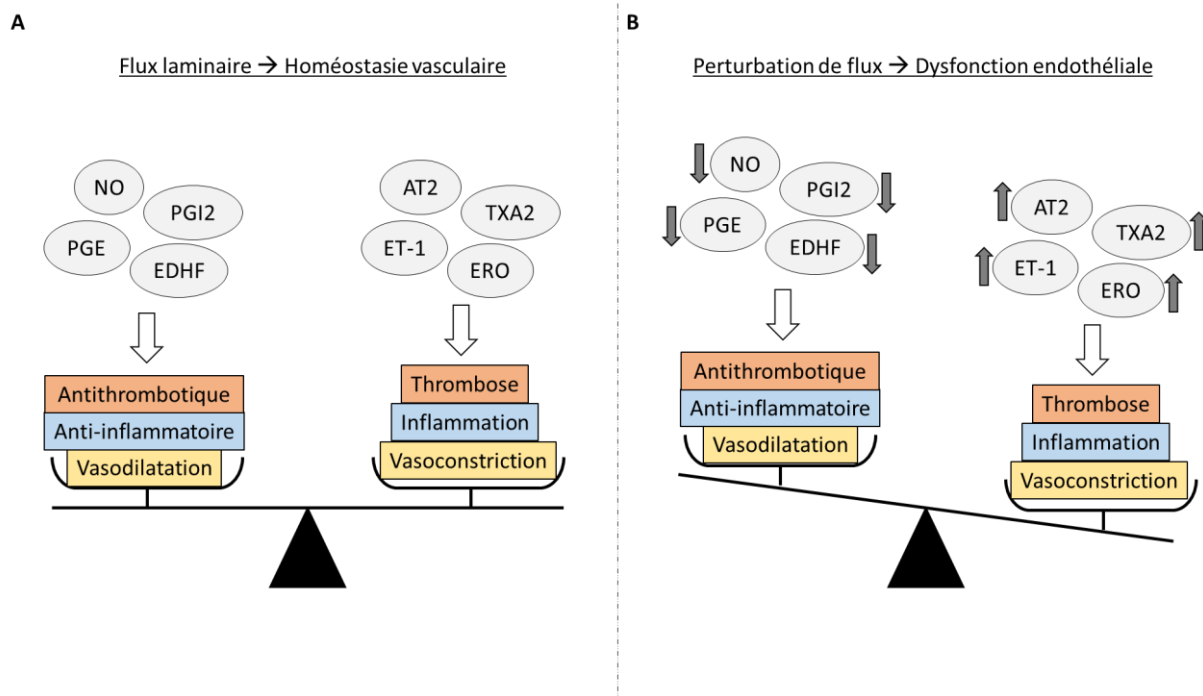 A
Flux laminaire → Homéostasie vasculaire
NO
PGI2
PGE
EDHF
AT2
TXA2
ET-1
ERO
Antithrombotique
Anti-inflammatoire
Vasodilatation
Thrombose
Inflammation
Vasoconstriction
B
Perturbation de flux → Dysfonction endothéliale
NO
PGI2
PGE
EDHF
AT2
TXA2
ET-1
ERO
Antithrombotique
Anti-inflammatoire
Vasodilatation
Thrombose
Inflammation
Vasoconstriction